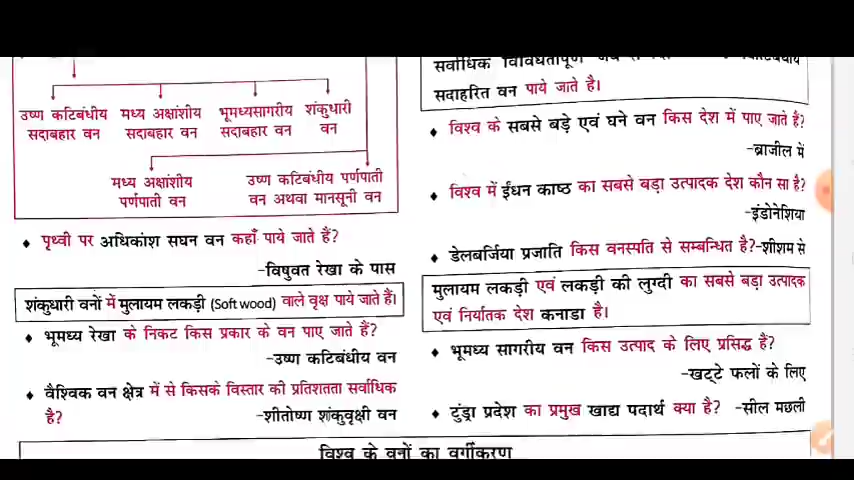 उष्ण कटिबंधीय मध्य अक्षांशीय भूमध्यसागरीय शंकुधारी
सदाबहार वन सदाबहार वन सदाबहार वन वन
मध्य अक्षांशीय उष्ण कटिबंधीय पर्णपाती
पर्णपाती वन वन अथवा मानसूनी वन
♦ पृथ्वी पर अधिकांश सघन वन कहाँ पाये जाते हैं?
-विषुवत रेखा के पास
शंकुधारी वनों में मुलायम लकड़ी (Soft wood) वाले वृक्ष पाये जाते हैं।
♦ भूमध्य रेखा के निकट किस प्रकार के वन पाए जाते हैं?
-उष्ण कटिबंधीय वन
♦ वैश्विक वन क्षेत्र में से किसके विस्तार की प्रतिशतता सर्वाधिक
है? -शीतोष्ण शंकुवृक्षी वन
सर्वाधिक विविधतापूर्ण
सदाहरित वन पाये जाते है।
♦ विश्व के सबसे बड़े एवं घने वन किस देश में पाए जाते हैं?
-ब्राजील में
♦ विश्व में ईंधन काष्ठ का सबसे बड़ा उत्पादक देश कौन सा है?
-इंडोनेशिया
♦ डेलबर्जिया प्रजाति किस वनस्पति से सम्बन्धित है?-शीशम से
मुलायम लकड़ी एवं लकड़ी की लुग्दी का सबसे बड़ा उत्पादक
एवं निर्यातक देश कनाडा है।
♦ भूमध्य सागरीय वन किस उत्पाद के लिए प्रसिद्ध हैं?
-खट्टे फलों के लिए
♦ टुंड्रा प्रदेश का प्रमुख खाद्य पदार्थ क्या है? -सील मछली
विश्व के वनों का वर्गीकरण